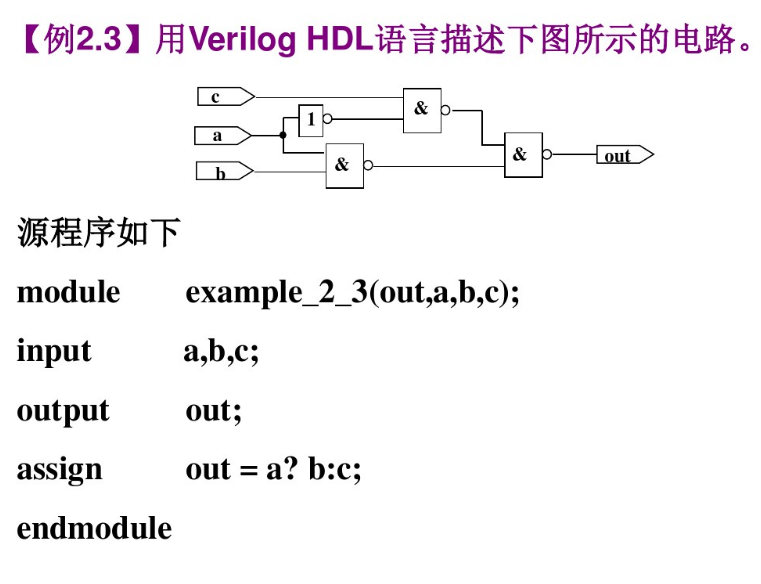 【例2.3】用Verilog HDL语言描述下图所示的电路。
c
&
1
a
&
out
&
b
源程序如下
module example_2_3(out,a,b,c);
input a,b,c;
output out;
assign out = a? b:c;
endmodule